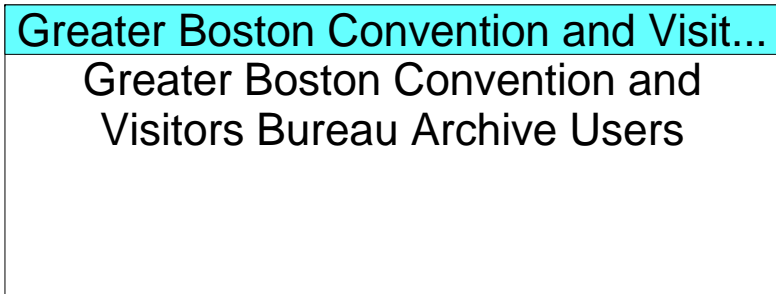 Greater Boston Convention and Visit...
Greater Boston Convention and
Visitors Bureau Archive Users